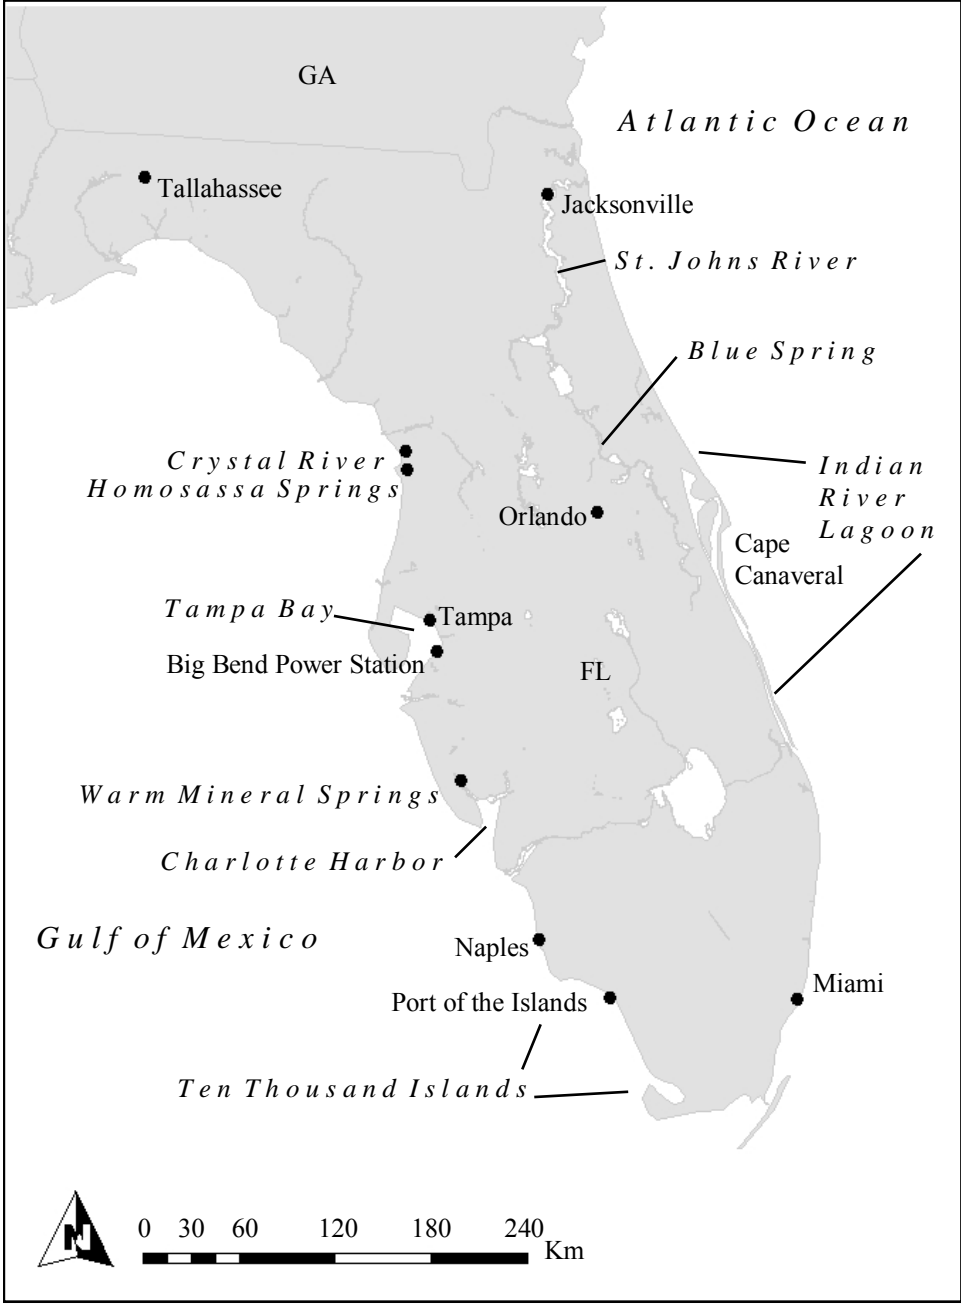 GA
Atlantic Ocean
Tallahassee
Jacksonville
St. Johns River
Blue Spring
Crystal River
Homosassa Springs
Indian
River
Lagoon
Orlando
Cape
Canaveral
Tampa Bay
Tampa
Big Bend Power Station
FL
Warm Mineral Springs
Charlotte Harbor
Gulf of Mexico
Naples
Port of the Islands
Miami
Ten Thousand Islands
N
0 30 60 120 180 240
Km